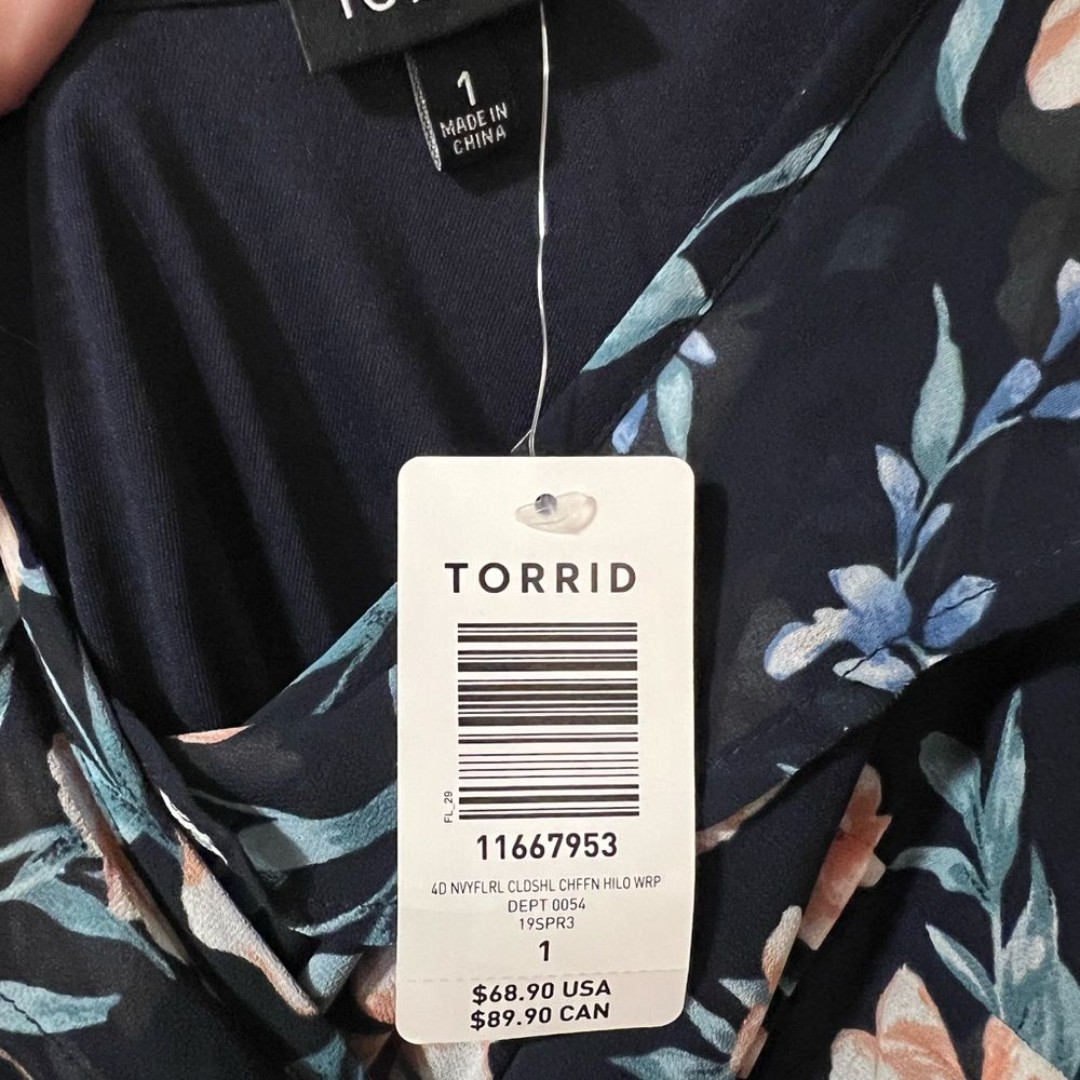 1
MADE IN
CHINA
TORRID
FL_29
11667953
4D NVYFLRL CLDSHL CHFFN HILO WRP
DEPT 0054
19SPR3
1
$68.90 USA
$89.90 CAN